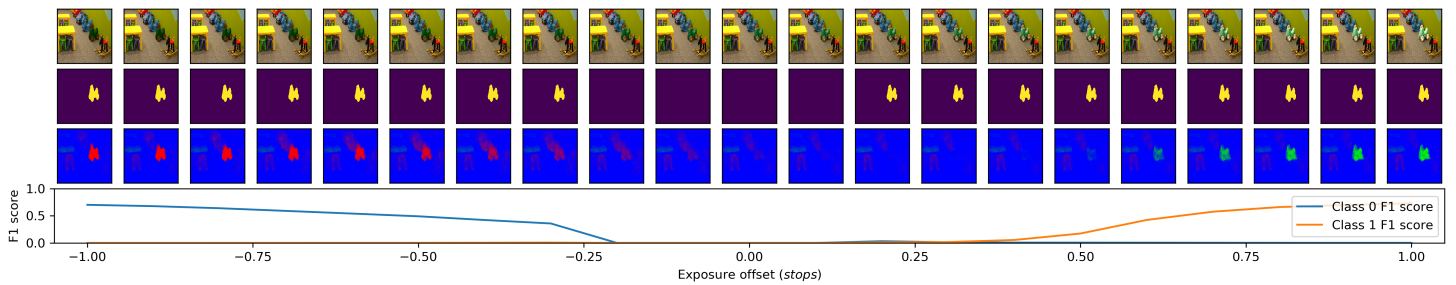 1.0
0.5
0.0
F1 score
Class 0 F1 score
Class 1 F1 score
−1.00 −0.75 −0.50 −0.25 0.00 0.25 0.50 0.75 1.00
Exposure offset (stops)